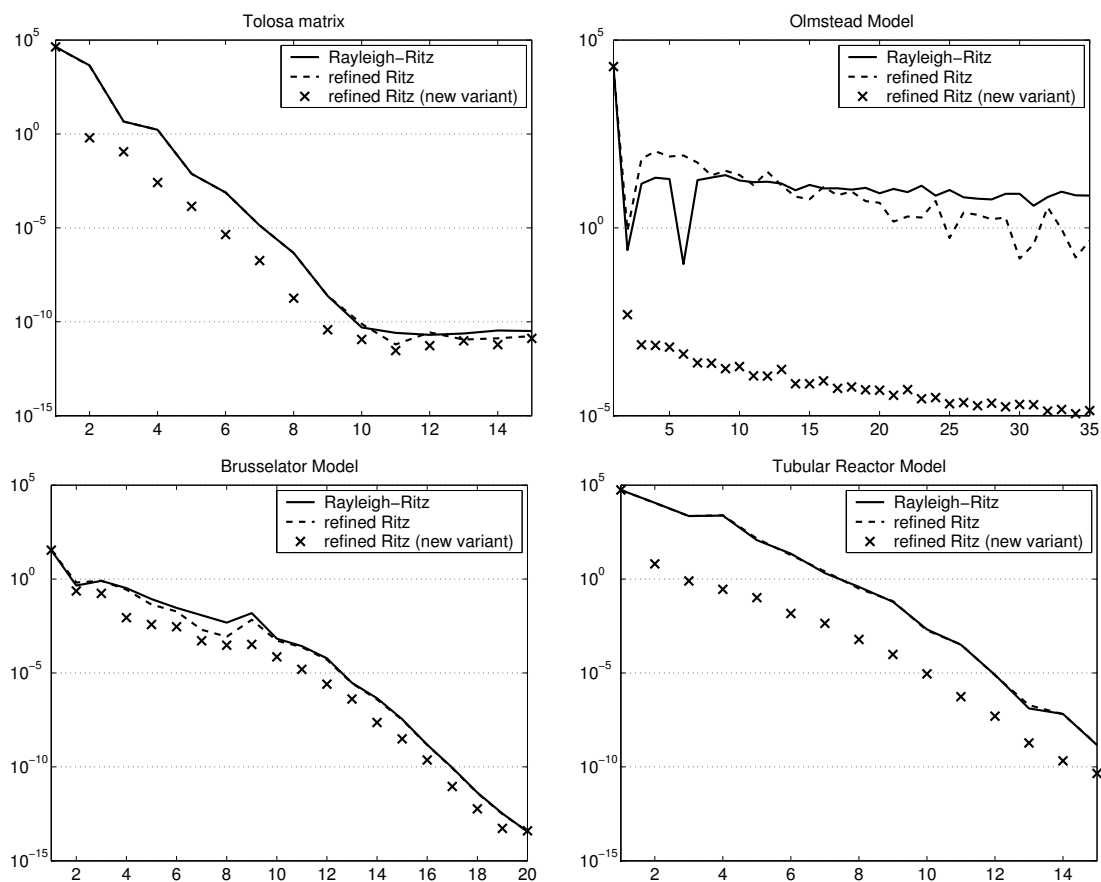 Tolosa matrix
10^5
10^0
10^−5
10^−10
10^−15
2 4 6 8 10 12 14
Rayleigh−Ritz
refined Ritz
refined Ritz (new variant)
Olmstead Model
10^5
10^0
10^−5
5 10 15 20 25 30 35
Rayleigh−Ritz
refined Ritz
refined Ritz (new variant)
Brusselator Model
10^5
10^0
10^−5
10^−10
10^−15
2 4 6 8 10 12 14 16 18 20
Rayleigh−Ritz
refined Ritz
refined Ritz (new variant)
Tubular Reactor Model
10^5
10^0
10^−5
10^−10
10^−15
2 4 6 8 10 12 14
Rayleigh−Ritz
refined Ritz
refined Ritz (new variant)